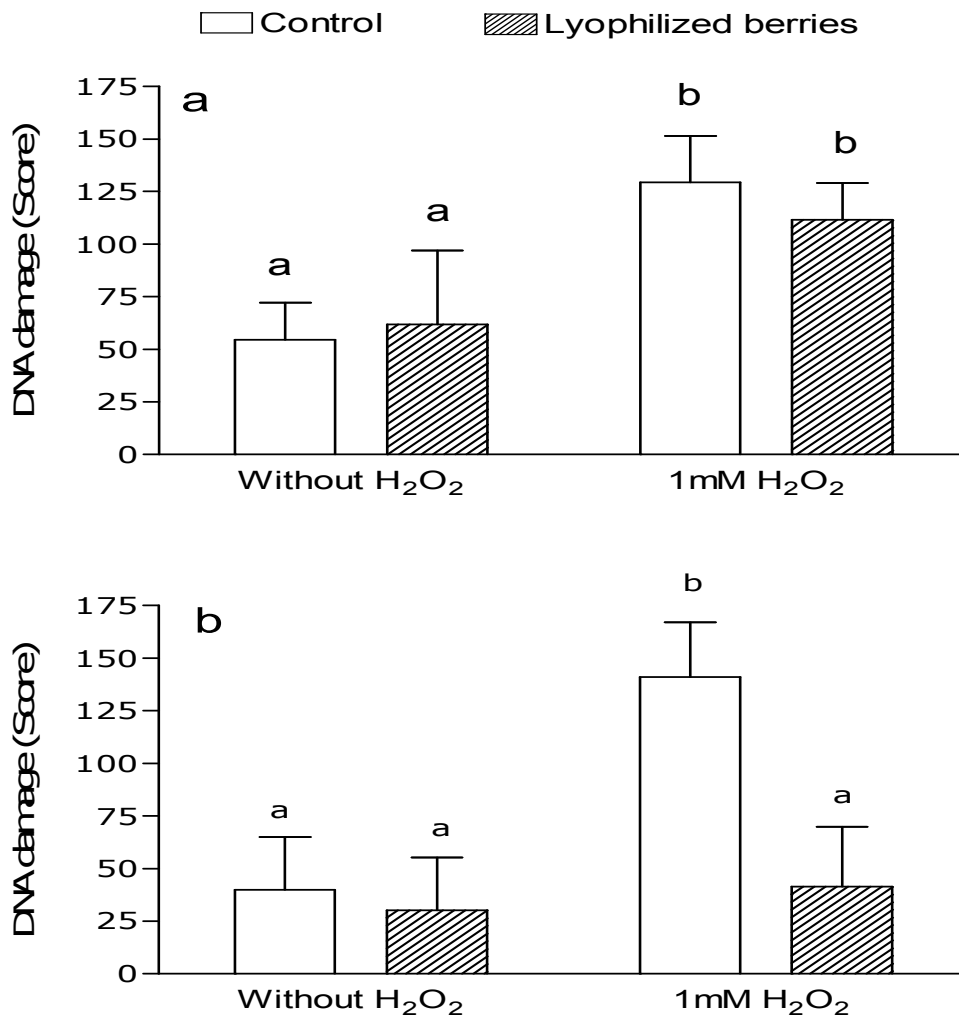 Control Lyophilized berries
a
b
b
a
a
175
150
125
100
75
50
25
0
DNA damage (Score)
Without H₂O₂ 1mM H₂O₂
b
b
a
a
a
175
150
125
100
75
50
25
0
DNA damage (Score)
Without H₂O₂ 1mM H₂O₂